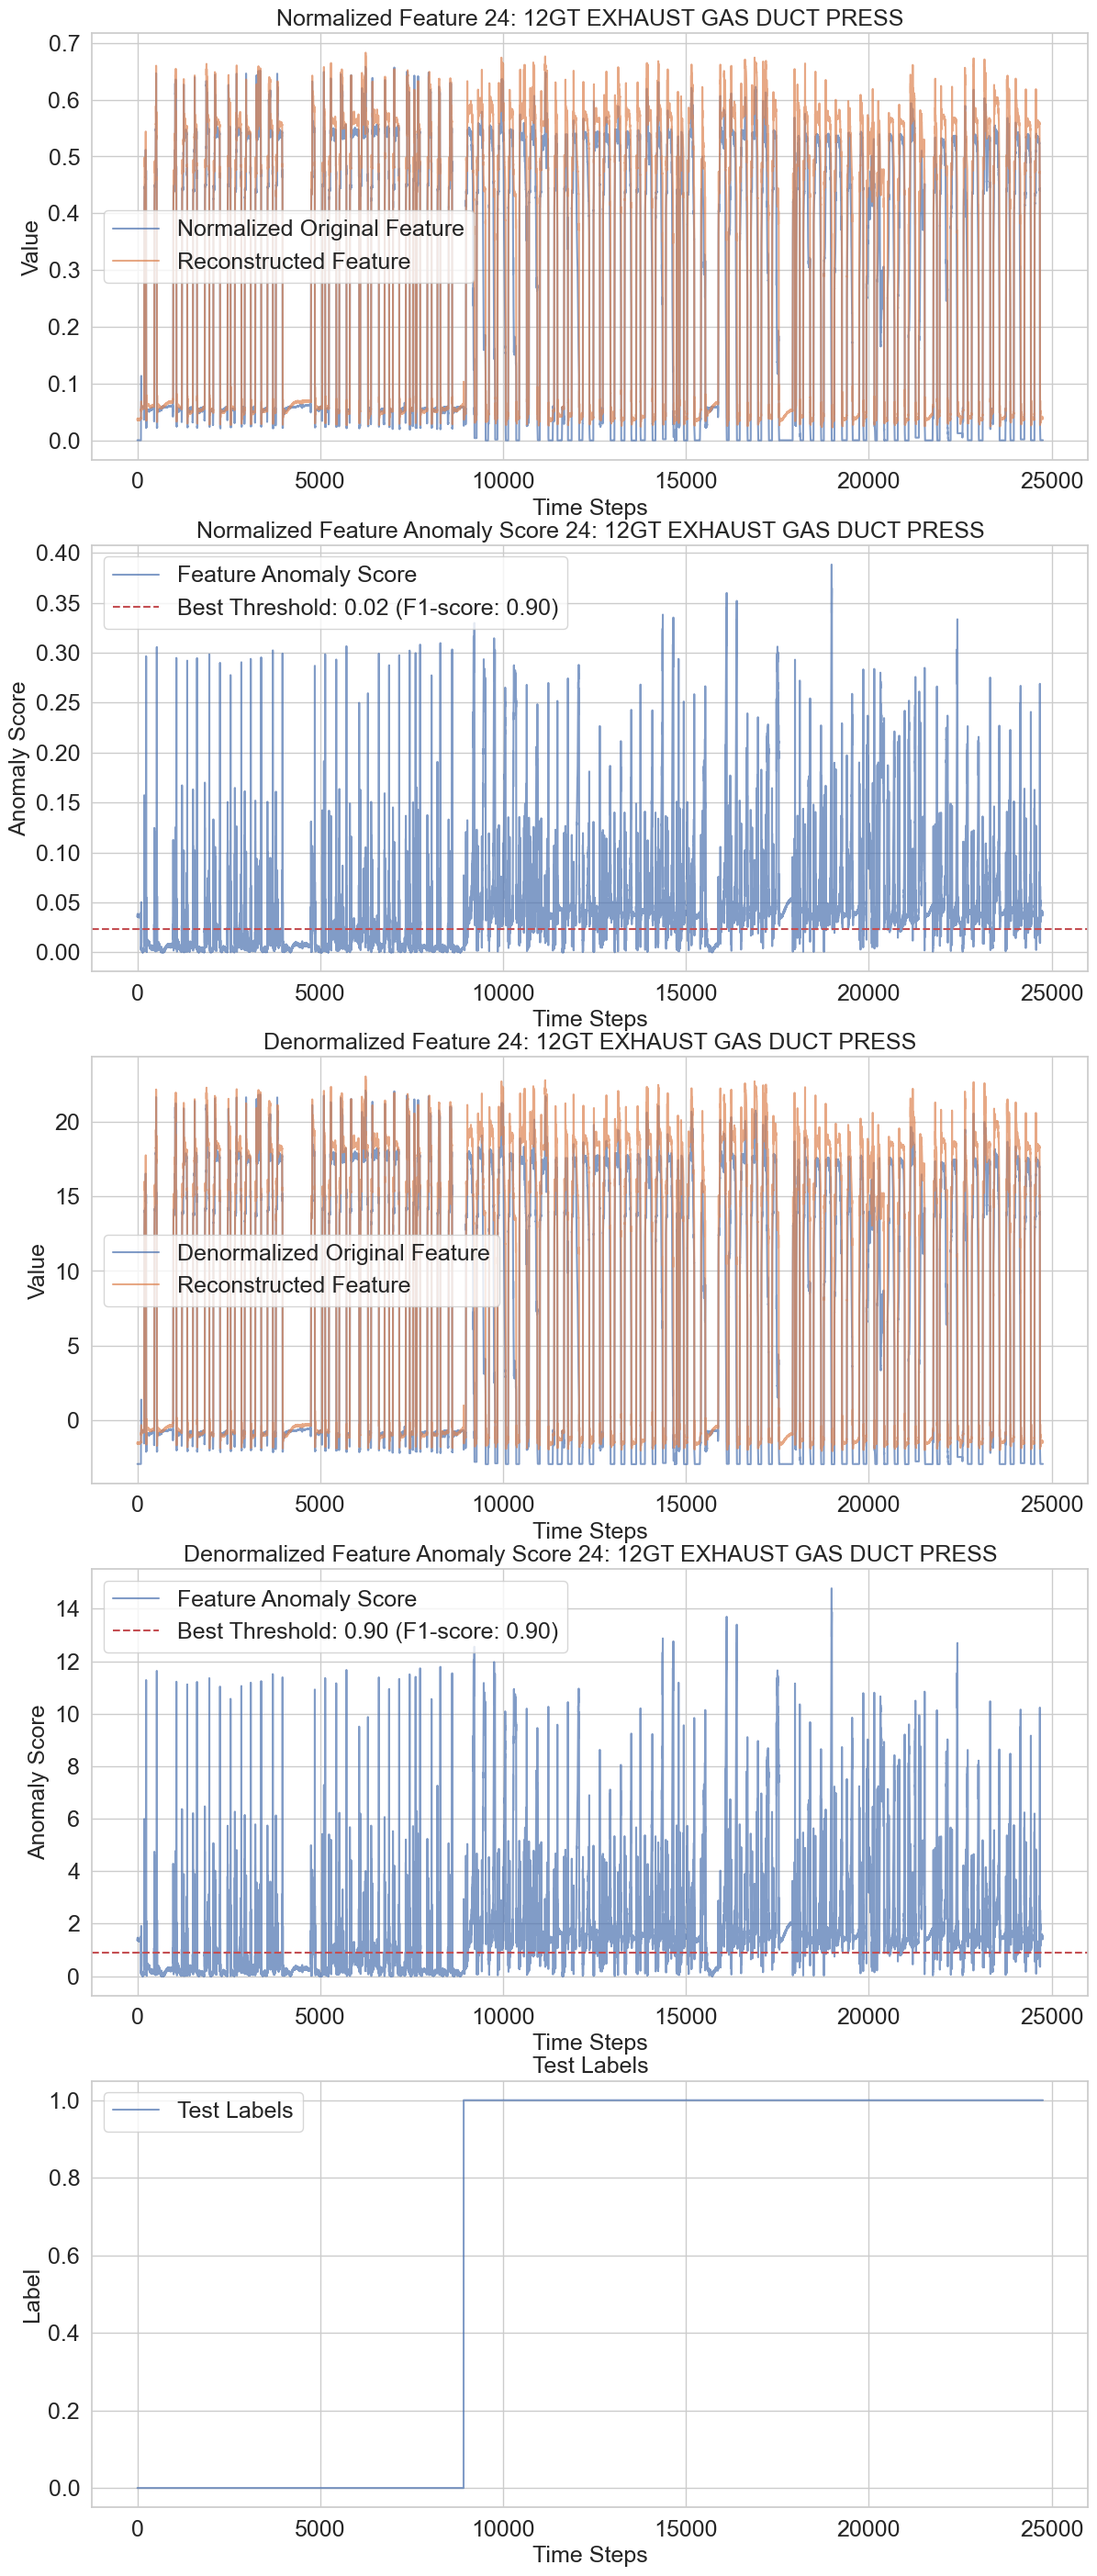 Normalized Feature 24: 12GT EXHAUST GAS DUCT PRESS
0.7
0.6
0.5
0.4
0.3
0.2
0.1
0.0
Value
Normalized Original Feature
Reconstructed Feature
0 5000 10000 15000 20000 25000
Time Steps
Normalized Feature Anomaly Score 24: 12GT EXHAUST GAS DUCT PRESS
0.40
0.35
0.30
0.25
0.20
0.15
0.10
0.05
0.00
Anomaly Score
Feature Anomaly Score
Best Threshold: 0.02 (F1-score: 0.90)
0 5000 10000 15000 20000 25000
Time Steps
Denormalized Feature 24: 12GT EXHAUST GAS DUCT PRESS
20
15
10
5
0
Value
Denormalized Original Feature
Reconstructed Feature
0 5000 10000 15000 20000 25000
Time Steps
Denormalized Feature Anomaly Score 24: 12GT EXHAUST GAS DUCT PRESS
14
12
10
8
6
4
2
0
Anomaly Score
Feature Anomaly Score
Best Threshold: 0.90 (F1-score: 0.90)
0 5000 10000 15000 20000 25000
Time Steps
Test Labels
1.0
0.8
0.6
0.4
0.2
0.0
Label
Test Labels
0 5000 10000 15000 20000 25000
Time Steps